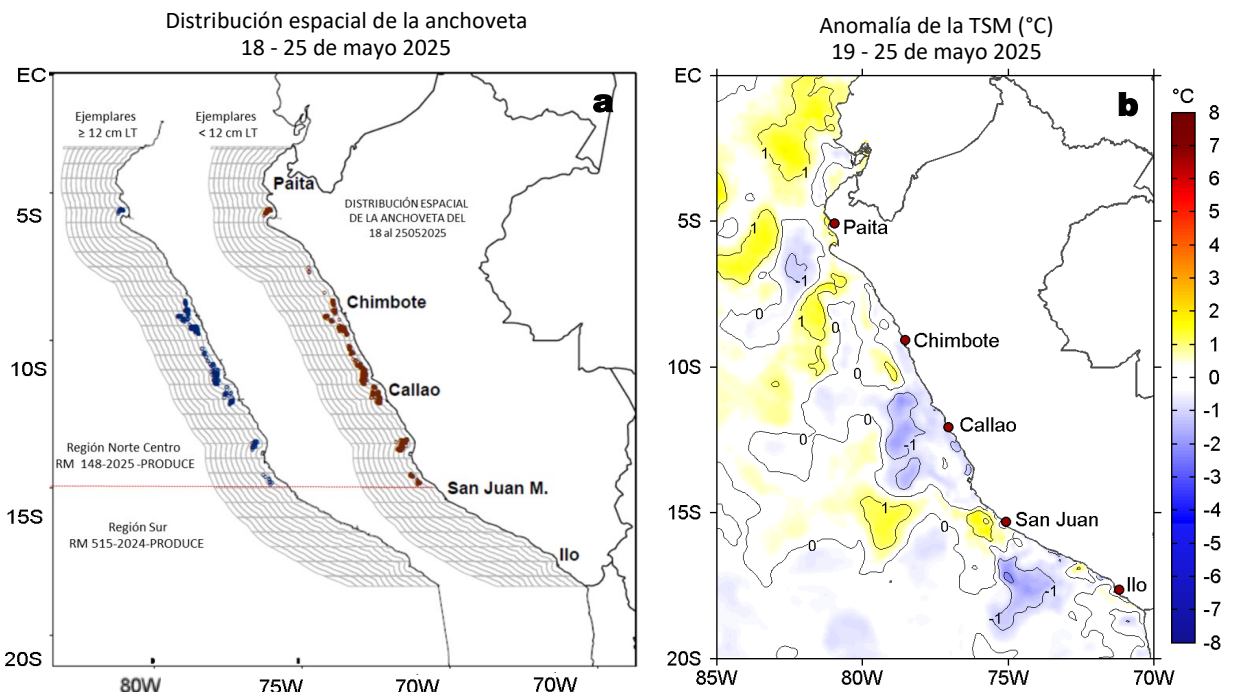 Distribución espacial de la anchoveta
18 - 25 de mayo 2025
EC
5S
10S
15S
20S
80W
75W
70W
70W
a
Ejemplares
≥ 12 cm LT
Ejemplares
< 12 cm LT
Paita
DISTRIBUCIÓN ESPACIAL
DE LA ANCHOVETA DEL
18 al 25052025
Chimbote
Callao
Región Norte Centro
RM 148-2025 -PRODUCE
San Juan M.
Región Sur
RM 515-2024-PRODUCE
Ilo
Anomalía de la TSM (°C)
19 - 25 de mayo 2025
EC
5S
10S
15S
20S
85W
80W
75W
70W
b
1
1
1
Paita
-1
0
1
0
Chimbote
0
0
Callao
0
-1
1
San Juan
0
0
-1
Ilo
-1
°C
8
7
6
5
4
3
2
1
0
-1
-2
-3
-4
-5
-6
-7
-8